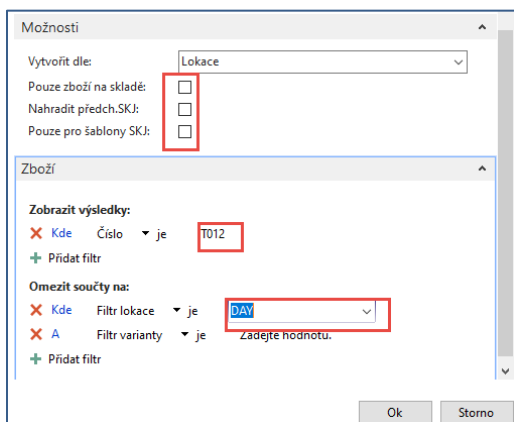 Možnosti
Vytvořit dle: Lokace
Pouze zboží na skladě:
Nahradit předch.SKJ:
Pouze pro šablony SKJ:
Zboží
Zobrazit výsledky:
Kde Číslo je T012
Přidat filtr
Omezit součty na:
Kde Filtr lokace je DAY
A Filtr varianty je Zadejte hodnotu.
Přidat filtr
Ok Storno